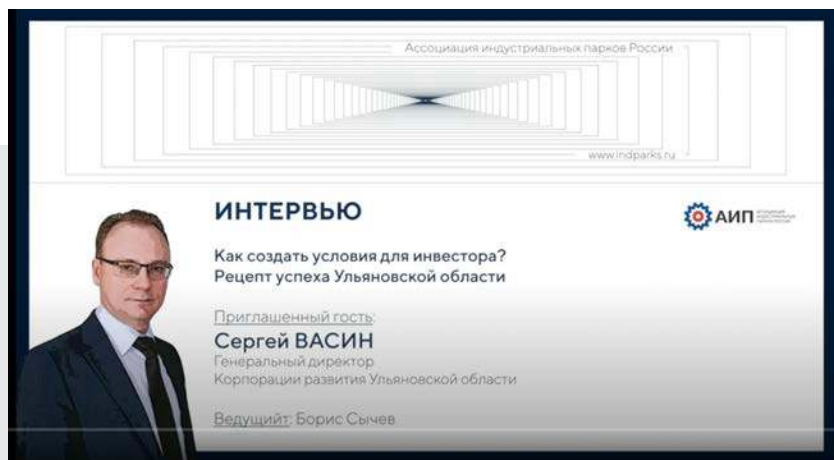 Ассоциация индустриальных парков России
www.indparks.ru
ИНТЕРВЬЮ
АИП
Как создать условия для инвестора?
Рецепт успеха Ульяновской области
Приглашенный гость:
Сергей ВАСИН
Генеральный директор
Корпорации развития Ульяновской области
Ведущийт: Борис Сычев